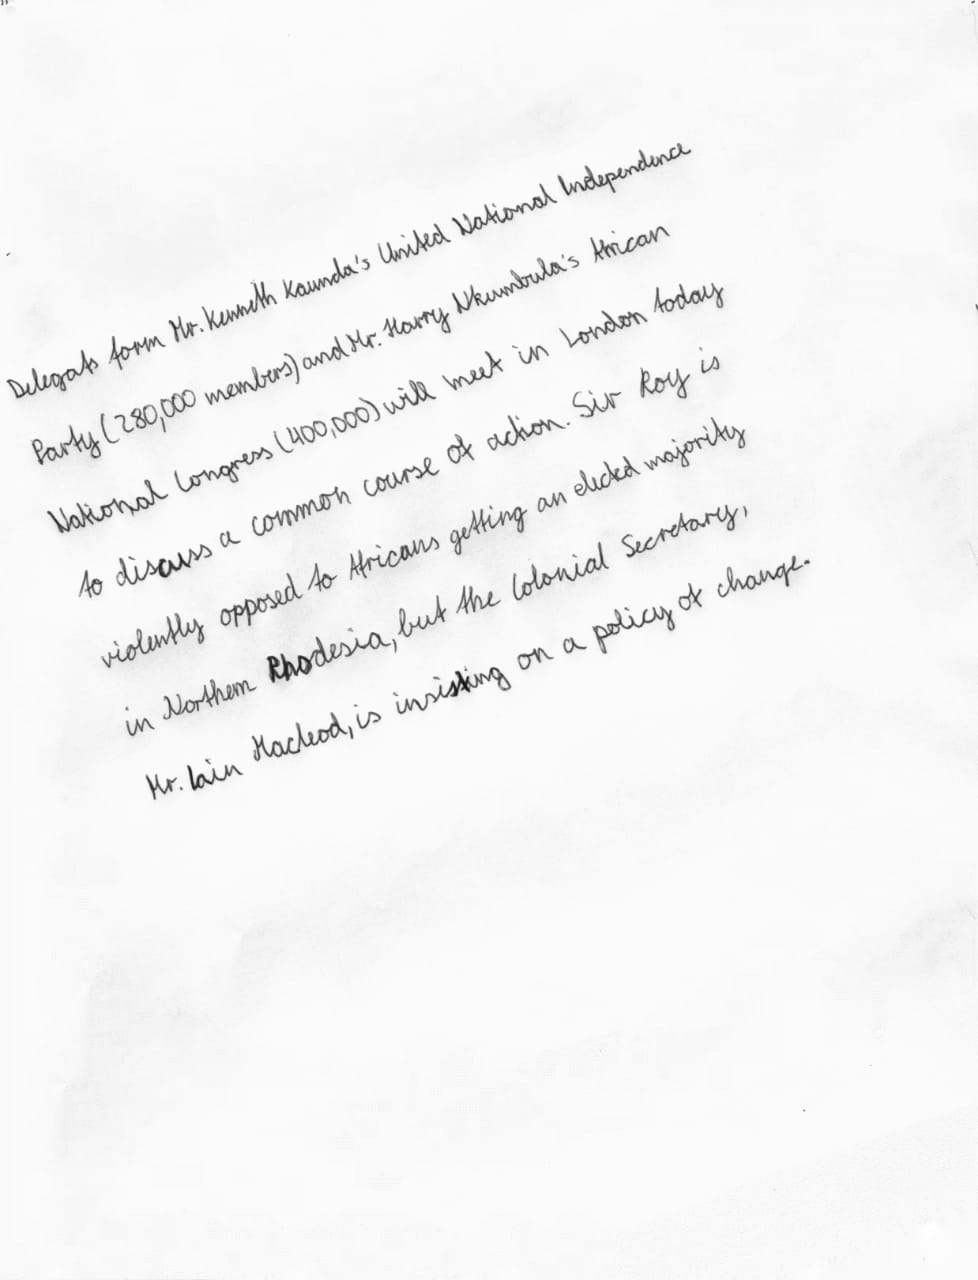 Delegats form Mr. Kenneth Kaunda's United National Independence
Party (280,000 members) and Mr. Harry Nkumbula's African
National Congress (400,000) will meet in London today
to discuss a common course of action. Sir Roy is
violently opposed to Africans getting an elected majority
in Northern Rhodesia, but the Colonial Secretary,
Mr. Iain Macleod, is insisting on a policy of change.